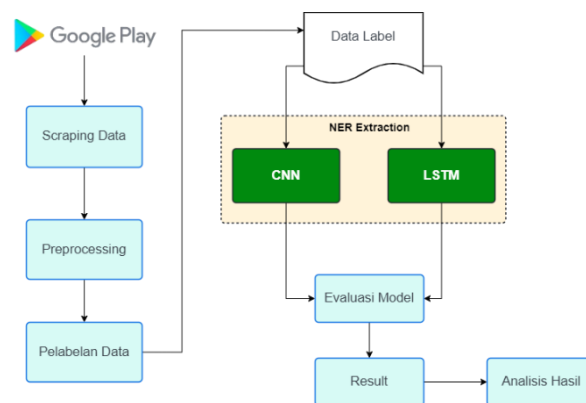 Google Play
Scraping Data
Preprocessing
Pelabelan Data
Data Label
NER Extraction
CNN
LSTM
Evaluasi Model
Result
Analisis Hasil